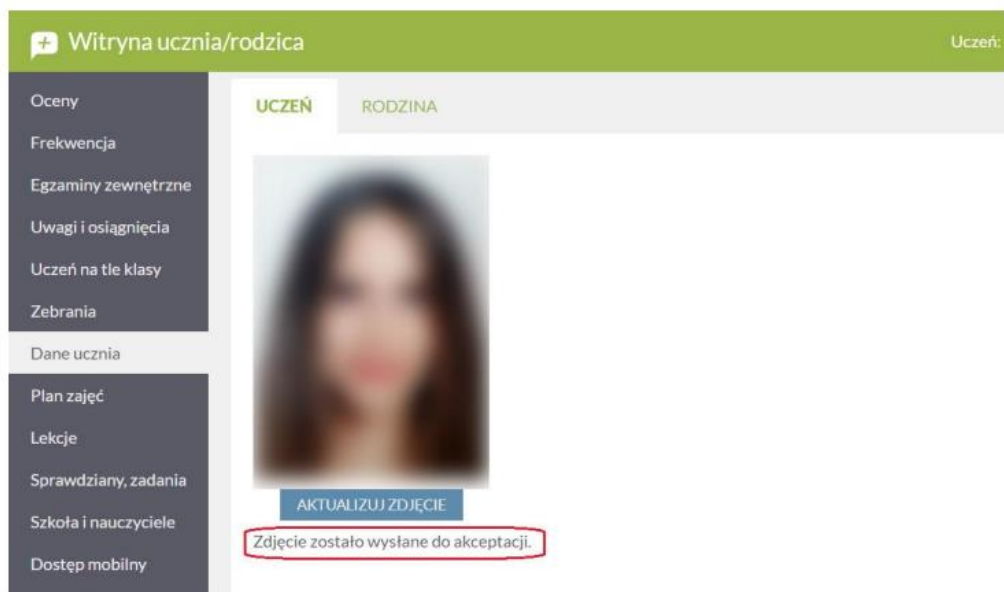 Witryna ucznia/rodzica
Uczeń:
Oceny
Frekwencja
Egzaminy zewnętrzne
Uwagi i osiągnięcia
Uczeń na tle klasy
Zebrania
Dane ucznia
Plan zajęć
Lekcje
Sprawdziany, zadania
Szkoła i nauczyciele
Dostęp mobilny
UCZEŃ
RODZINA
AKTUALIZUJ ZDJĘCIE
Zdjęcie zostało wysłane do akceptacji.